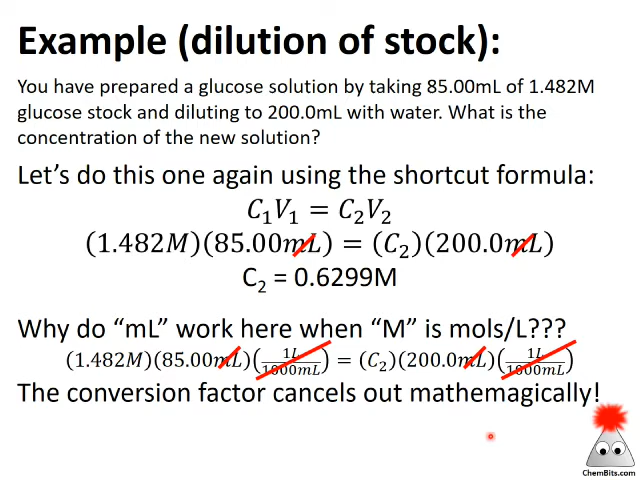 Example (dilution of stock):
You have prepared a glucose solution by taking 85.00mL of 1.482M
glucose stock and diluting to 200.0mL with water. What is the
concentration of the new solution?
Let's do this one again using the shortcut formula:
C₁V₁ = C₂V₂
(1.482M)(85.00mL) = (C₂)(200.0mL)
C₂ = 0.6299M
Why do “mL” work here when “M” is mols/L???
(1.482M)(85.00mL)(1L/1000mL) = (C₂)(200.0mL)(1L/1000mL)
The conversion factor cancels out mathemagically!
ChemBits.com